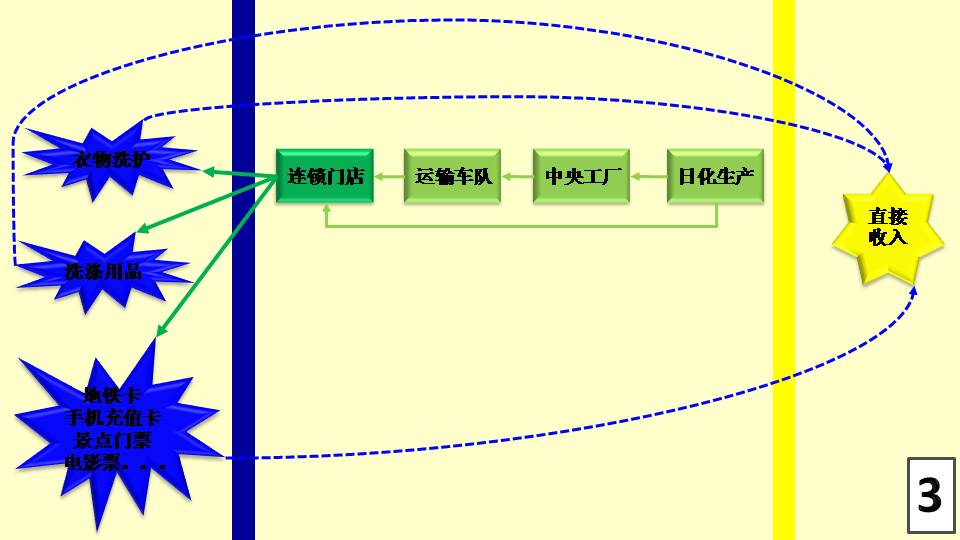 衣物洗护
连锁门店
运输车队
中央工厂
日化生产
直接
收入
洗涤用品
地铁卡
手机充值卡
景点门票
电影票。。。
3